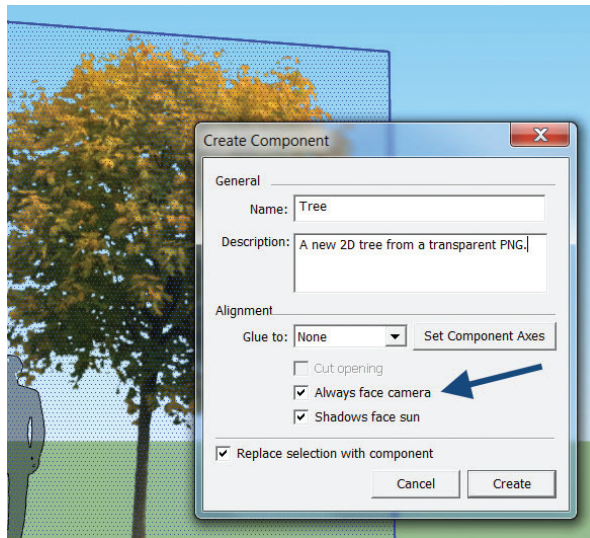 Create Component
General
Name: Tree
Description: A new 2D tree from a transparent PNG.
Alignment
Glue to: None Set Component Axes
Cut opening
Always face camera
Shadows face sun
Replace selection with component
Cancel Create